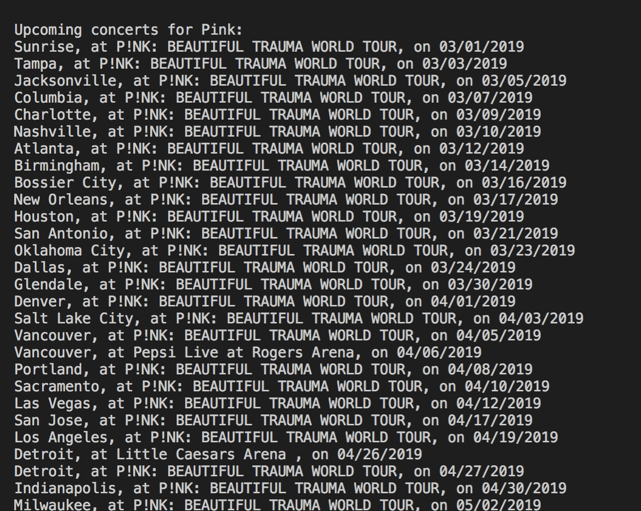 Upcoming concerts for Pink:
Sunrise, at P!NK: BEAUTIFUL TRAUMA WORLD TOUR, on 03/01/2019
Tampa, at P!NK: BEAUTIFUL TRAUMA WORLD TOUR, on 03/03/2019
Jacksonville, at P!NK: BEAUTIFUL TRAUMA WORLD TOUR, on 03/05/2019
Columbia, at P!NK: BEAUTIFUL TRAUMA WORLD TOUR, on 03/07/2019
Charlotte, at P!NK: BEAUTIFUL TRAUMA WORLD TOUR, on 03/09/2019
Nashville, at P!NK: BEAUTIFUL TRAUMA WORLD TOUR, on 03/10/2019
Atlanta, at P!NK: BEAUTIFUL TRAUMA WORLD TOUR, on 03/12/2019
Birmingham, at P!NK: BEAUTIFUL TRAUMA WORLD TOUR, on 03/14/2019
Bossier City, at P!NK: BEAUTIFUL TRAUMA WORLD TOUR, on 03/16/2019
New Orleans, at P!NK: BEAUTIFUL TRAUMA WORLD TOUR, on 03/17/2019
Houston, at P!NK: BEAUTIFUL TRAUMA WORLD TOUR, on 03/19/2019
San Antonio, at P!NK: BEAUTIFUL TRAUMA WORLD TOUR, on 03/21/2019
Oklahoma City, at P!NK: BEAUTIFUL TRAUMA WORLD TOUR, on 03/23/2019
Dallas, at P!NK: BEAUTIFUL TRAUMA WORLD TOUR, on 03/24/2019
Glendale, at P!NK: BEAUTIFUL TRAUMA WORLD TOUR, on 03/30/2019
Denver, at P!NK: BEAUTIFUL TRAUMA WORLD TOUR, on 04/01/2019
Salt Lake City, at P!NK: BEAUTIFUL TRAUMA WORLD TOUR, on 04/03/2019
Vancouver, at P!NK: BEAUTIFUL TRAUMA WORLD TOUR, on 04/05/2019
Vancouver, at Pepsi Live at Rogers Arena, on 04/06/2019
Portland, at P!NK: BEAUTIFUL TRAUMA WORLD TOUR, on 04/08/2019
Sacramento, at P!NK: BEAUTIFUL TRAUMA WORLD TOUR, on 04/10/2019
Las Vegas, at P!NK: BEAUTIFUL TRAUMA WORLD TOUR, on 04/12/2019
San Jose, at P!NK: BEAUTIFUL TRAUMA WORLD TOUR, on 04/17/2019
Los Angeles, at P!NK: BEAUTIFUL TRAUMA WORLD TOUR, on 04/19/2019
Detroit, at Little Caesars Arena , on 04/26/2019
Detroit, at P!NK: BEAUTIFUL TRAUMA WORLD TOUR, on 04/27/2019
Indianapolis, at P!NK: BEAUTIFUL TRAUMA WORLD TOUR, on 04/30/2019
Milwaukee, at P!NK: BEAUTIFUL TRAUMA WORLD TOUR, on 05/02/2019